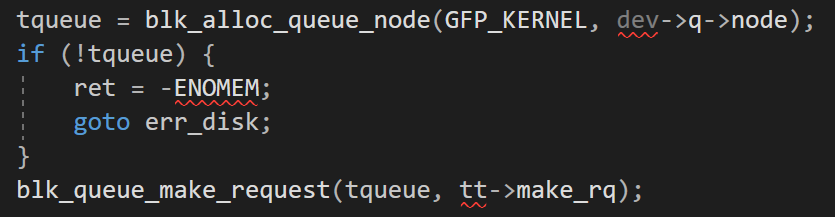 tqueue = blk_alloc_queue_node(GFP_KERNEL, dev->q->node);
if (!tqueue) {
    ret = -ENOMEM;
    goto err_disk;
}
blk_queue_make_request(tqueue, tt->make_rq);